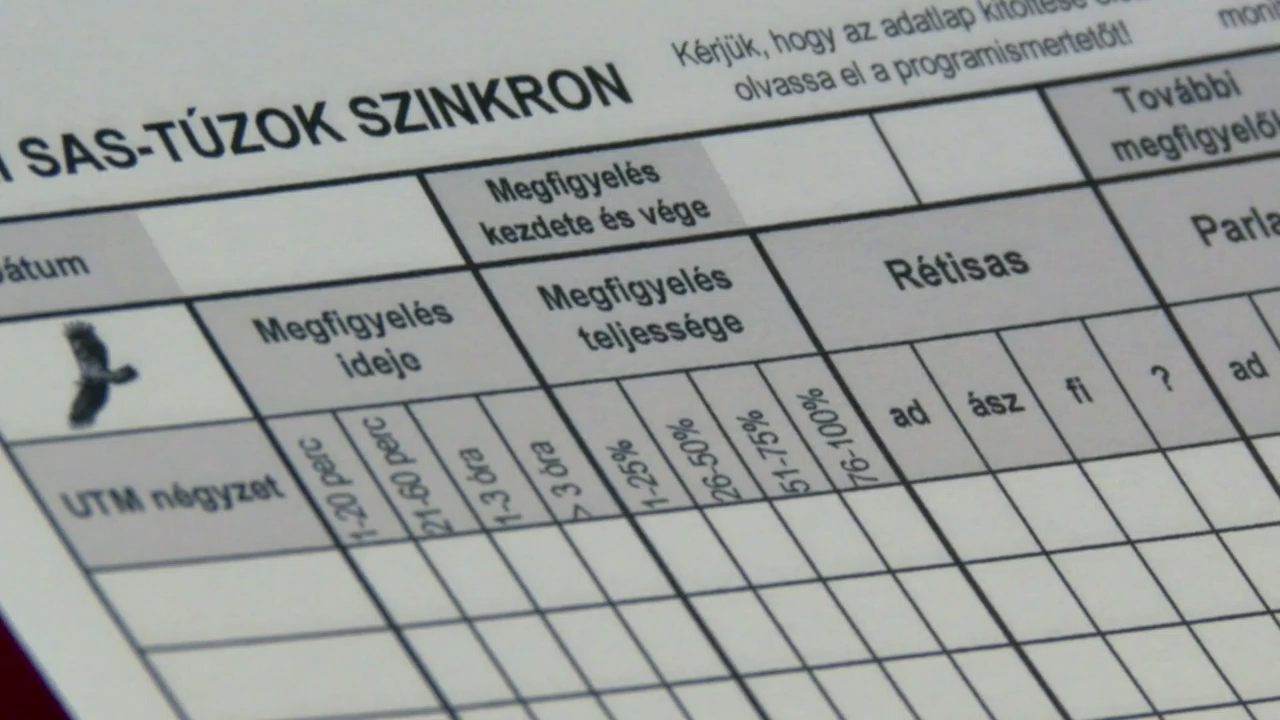 SAS-TÚZOK SZINKRON
Kérjük, hogy az adatlap kitöltése
olvassa el a programismertetőt!
Dátum
Megfigyelés
kezdete és vége
További
megfigyelők
Megfigyelés
ideje
Megfigyelés
teljessége
Rétisas
UTM négyzet
1-20 perc
21-60 perc
1-3 óra
> 3 óra
1-25%
26-50%
51-75%
76-100%
ad
ász
fi
?
ad